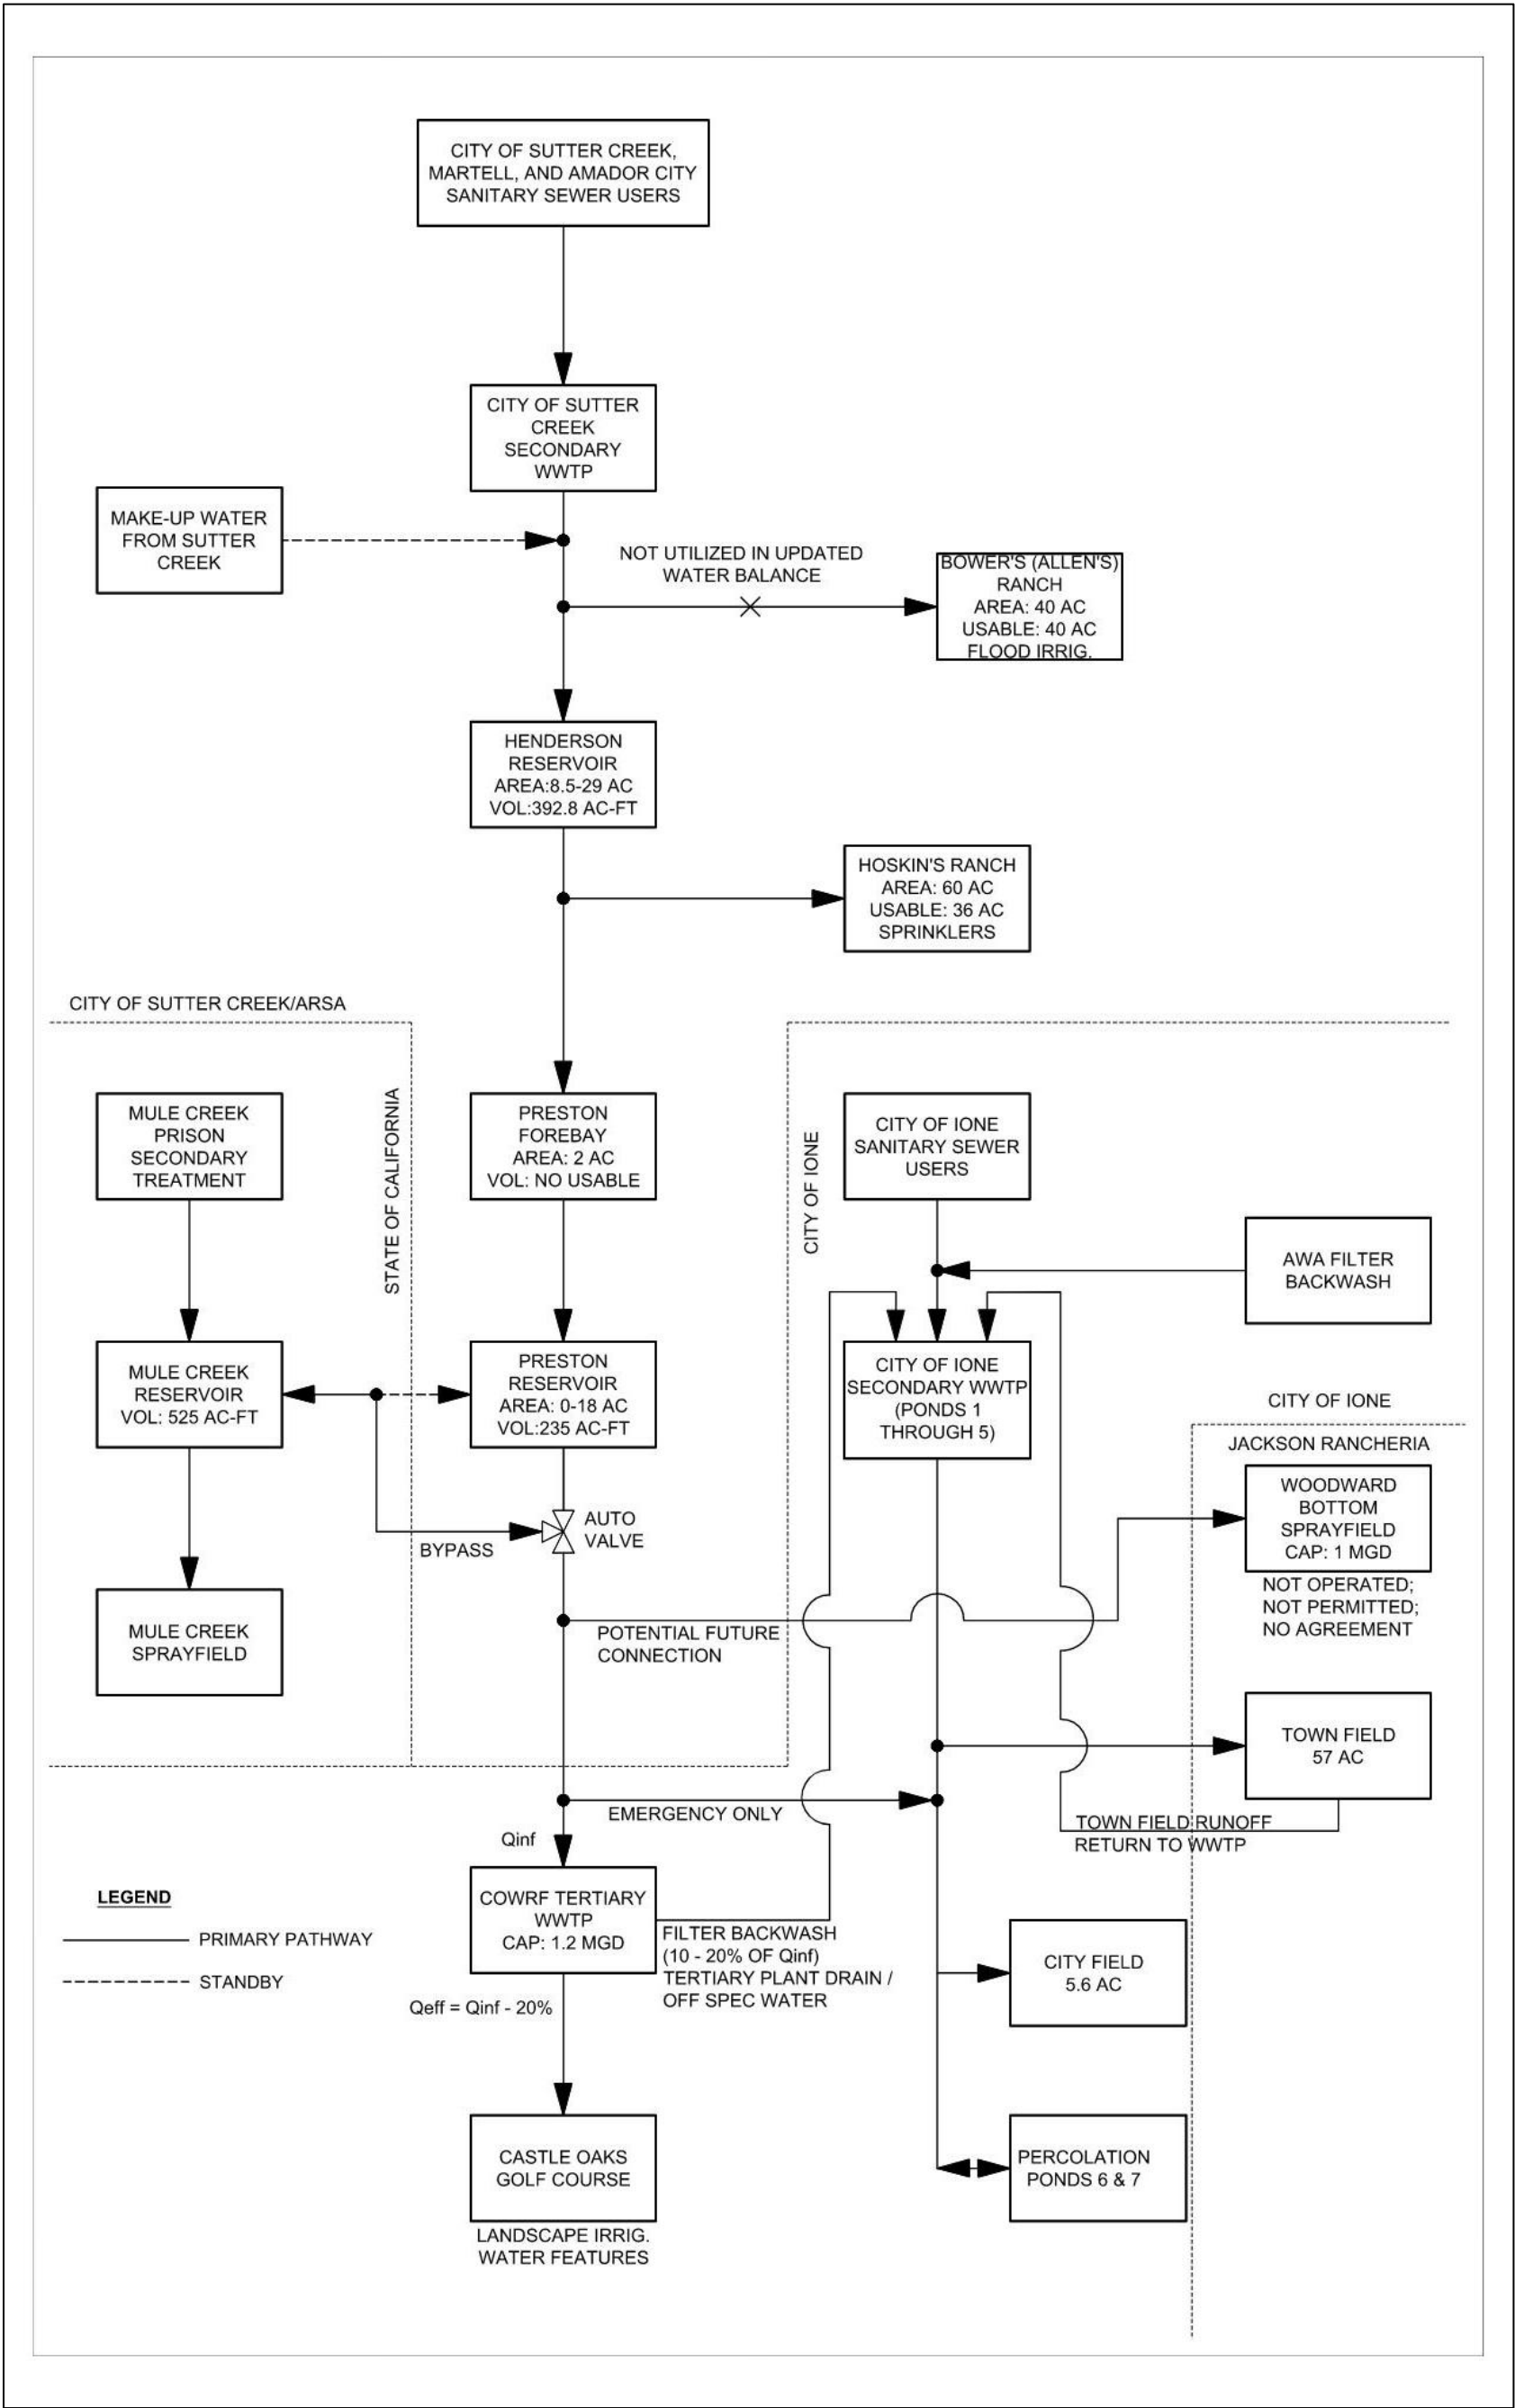 CITY OF SUTTER CREEK,
MARTELL, AND AMADOR CITY
SANITARY SEWER USERS
CITY OF SUTTER
CREEK
SECONDARY
WWTP
MAKE-UP WATER
FROM SUTTER
CREEK
NOT UTILIZED IN UPDATED
WATER BALANCE
BOWER'S (ALLEN'S)
RANCH
AREA: 40 AC
USABLE: 40 AC
FLOOD IRRIG.
HENDERSON
RESERVOIR
AREA:8.5-29 AC
VOL:392.8 AC-FT
HOSKIN'S RANCH
AREA: 60 AC
USABLE: 36 AC
SPRINKLERS
CITY OF SUTTER CREEK/ARSA
MULE CREEK
PRISON
SECONDARY
TREATMENT
STATE OF CALIFORNIA
PRESTON
FOREBAY
AREA: 2 AC
VOL: NO USABLE
CITY OF IONE
CITY OF IONE
SANITARY SEWER
USERS
AWA FILTER
BACKWASH
MULE CREEK
RESERVOIR
VOL: 525 AC-FT
PRESTON
RESERVOIR
AREA: 0-18 AC
VOL:235 AC-FT
CITY OF IONE
SECONDARY WWTP
(PONDS 1
THROUGH 5)
CITY OF IONE
JACKSON RANCHERIA
WOODWARD
BOTTOM
SPRAYFIELD
CAP: 1 MGD
NOT OPERATED;
NOT PERMITTED;
NO AGREEMENT
AUTO
VALVE
BYPASS
MULE CREEK
SPRAYFIELD
POTENTIAL FUTURE
CONNECTION
TOWN FIELD
57 AC
EMERGENCY ONLY
TOWN FIELD RUNOFF
RETURN TO WWTP
Qinf
LEGEND
PRIMARY PATHWAY
STANDBY
COWRF TERTIARY
WWTP
CAP: 1.2 MGD
FILTER BACKWASH
(10 - 20% OF Qinf)
TERTIARY PLANT DRAIN /
OFF SPEC WATER
CITY FIELD
5.6 AC
Qeff = Qinf - 20%
CASTLE OAKS
GOLF COURSE
LANDSCAPE IRRIG.
WATER FEATURES
PERCOLATION
PONDS 6 & 7